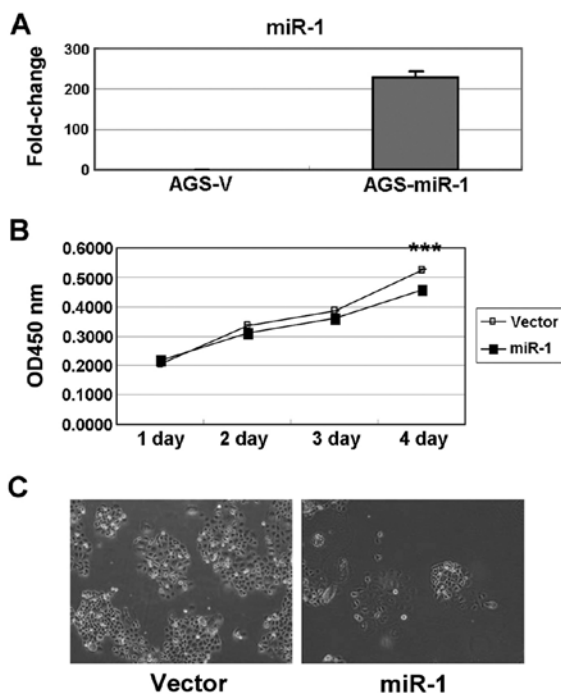 A
miR-1
Fold-change
300
200
100
0
AGS-V
AGS-miR-1
B
OD450 nm
0.6000
0.5000
0.4000
0.3000
0.2000
0.1000
0.0000
***
1 day
2 day
3 day
4 day
Vector
miR-1
C
Vector
miR-1